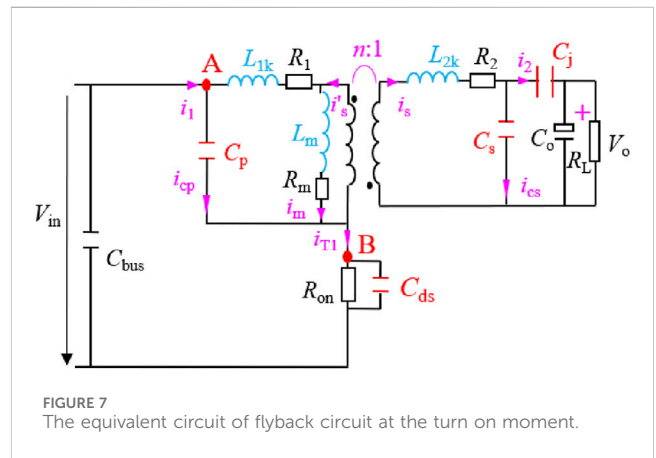 A
L1k
R1
n:1
L2k
R2
i2
Cj
i1
i's
is
Lm
Cp
Cs
Co
+
RL
Vo
Rm
icp
im
ics
iT1
B
Vin
Cbus
Ron
Cds
FIGURE 7
The equivalent circuit of flyback circuit at the turn on moment.